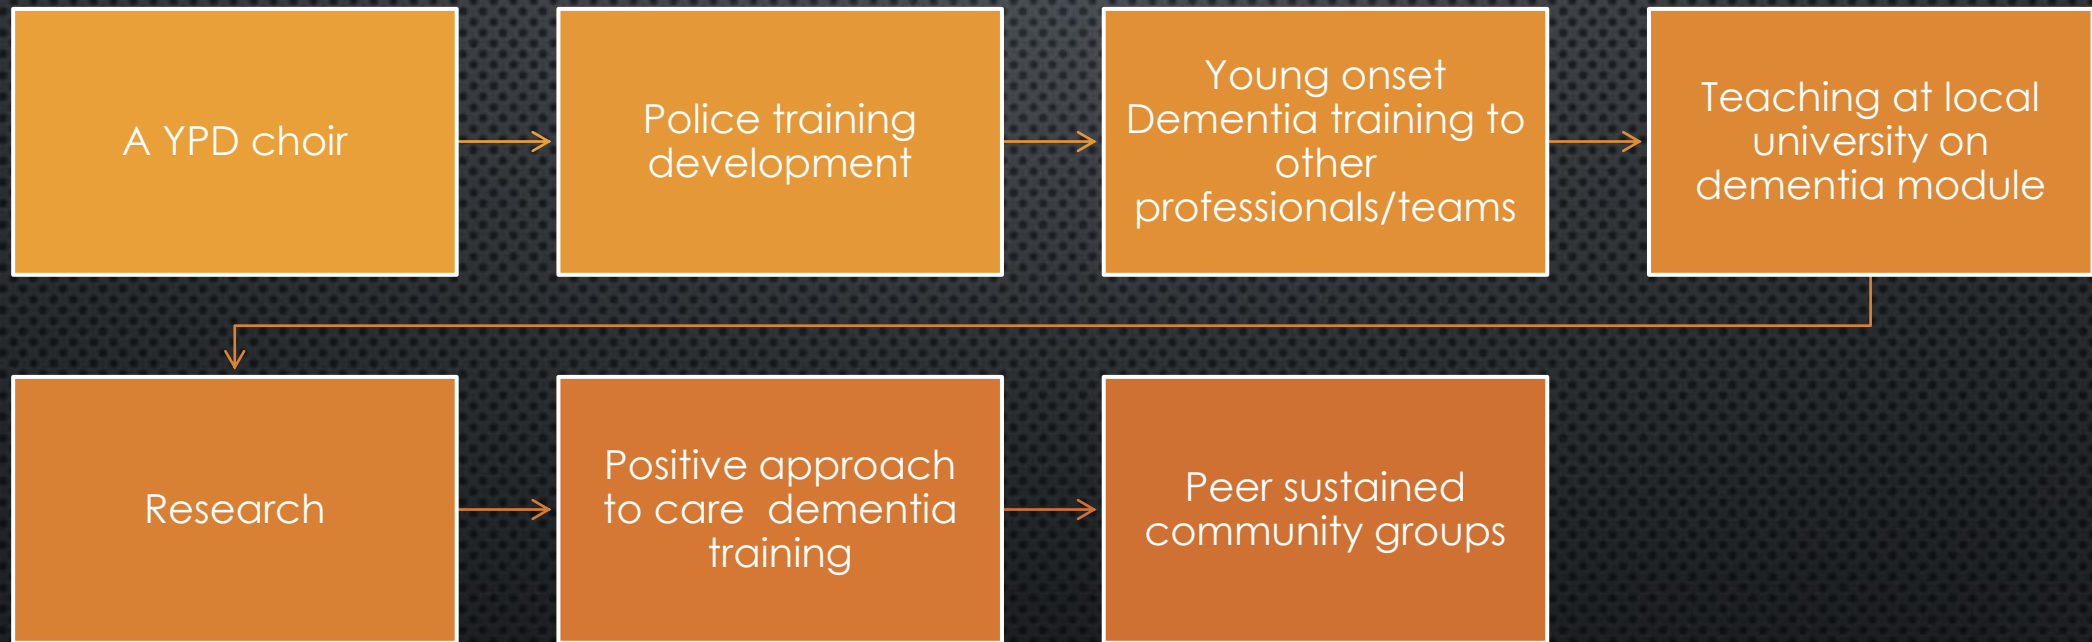 A YPD choir
Police training
development
Young onset
Dementia training to
other
professionals/teams
Teaching at local
university on
dementia module
Research
Positive approach
to care  dementia
training
Peer sustained
community groups